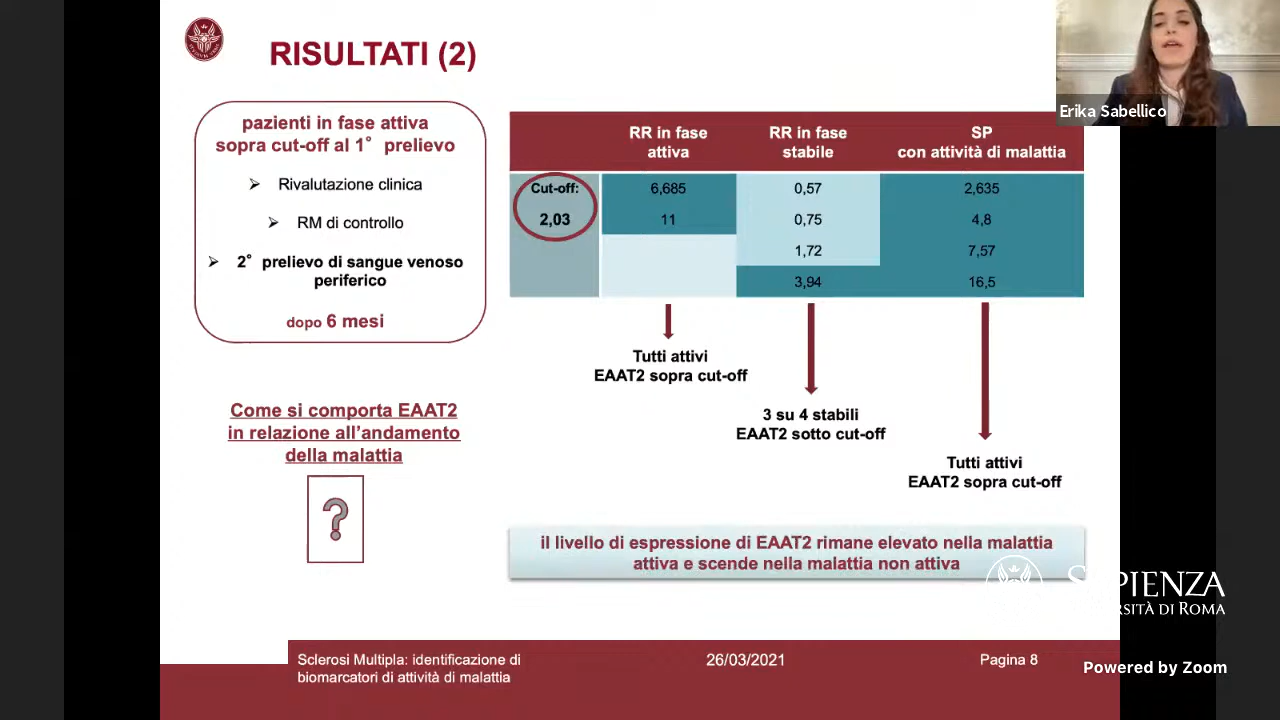 RISULTATI (2)
Erika Sabellico
pazienti in fase attiva
sopra cut-off al 1° prelievo
➢ Rivalutazione clinica
➢ RM di controllo
➢ 2° prelievo di sangue venoso
periferico
dopo 6 mesi
Come si comporta EAAT2
in relazione all'andamento
della malattia
?
RR in fase RR in fase SP
attiva stabile con attività di malattia
Cut-off: 6,685 0,57 2,635
2,03 11 0,75 4,8
1,72 7,57
3,94 16,5
Tutti attivi
EAAT2 sopra cut-off
3 su 4 stabili
EAAT2 sotto cut-off
Tutti attivi
EAAT2 sopra cut-off
il livello di espressione di EAAT2 rimane elevato nella malattia
attiva e scende nella malattia non attiva
SAPIENZA
UNIVERSITÀ DI ROMA
Sclerosi Multipla: identificazione di
biomarcatori di attività di malattia
26/03/2021
Pagina 8
Powered by Zoom